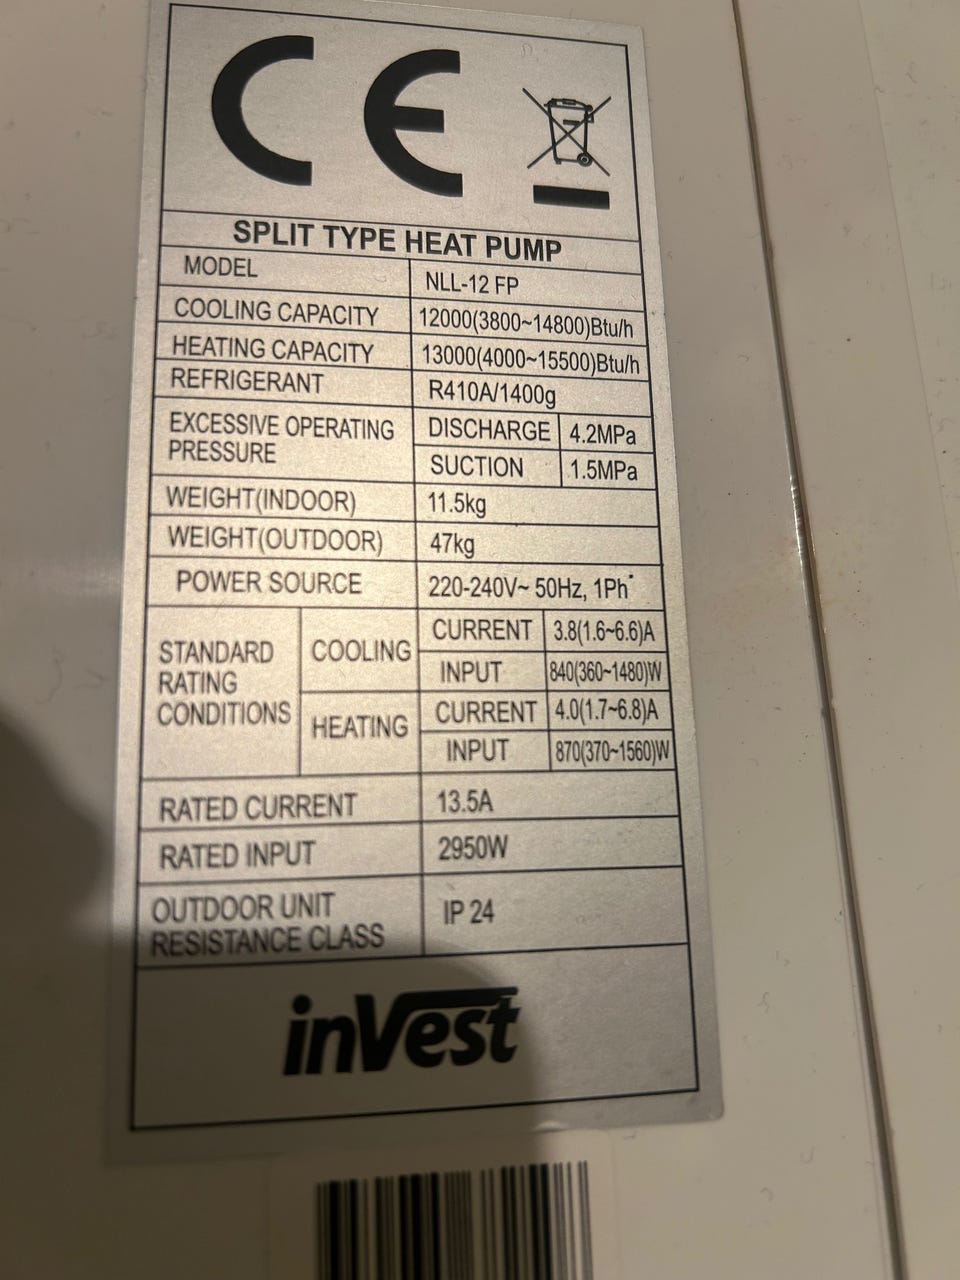 CE
SPLIT TYPE HEAT PUMP
MODEL NLL-12 FP
COOLING CAPACITY 12000(3800~14800)Btu/h
HEATING CAPACITY 13000(4000~15500)Btu/h
REFRIGERANT R410A/1400g
EXCESSIVE OPERATING
PRESSURE
DISCHARGE 4.2MPa
SUCTION 1.5MPa
WEIGHT(INDOOR) 11.5kg
WEIGHT(OUTDOOR) 47kg
POWER SOURCE 220-240V~ 50Hz, 1Ph
STANDARD
RATING
CONDITIONS
COOLING
CURRENT 3.8(1.6~6.6)A
INPUT 840(360~1480)W
HEATING
CURRENT 4.0(1.7~6.8)A
INPUT 870(370~1560)W
RATED CURRENT 13.5A
RATED INPUT 2950W
OUTDOOR UNIT
RESISTANCE CLASS
IP 24
inVest